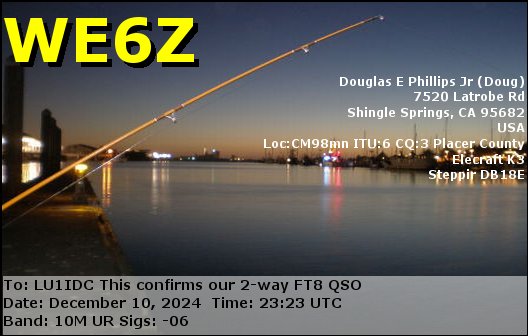 WE6Z
Douglas E Phillips Jr (Doug)
7520 Latrobe Rd
Shingle Springs, CA 95682
USA
Loc:CM98mn ITU:6 CQ:3 Placer County
Elecraft K3
Steppir DB18E
To: LU1IDC This confirms our 2-way FT8 QSO
Date: December 10, 2024 Time: 23:23 UTC
Band: 10M UR Sigs: -06